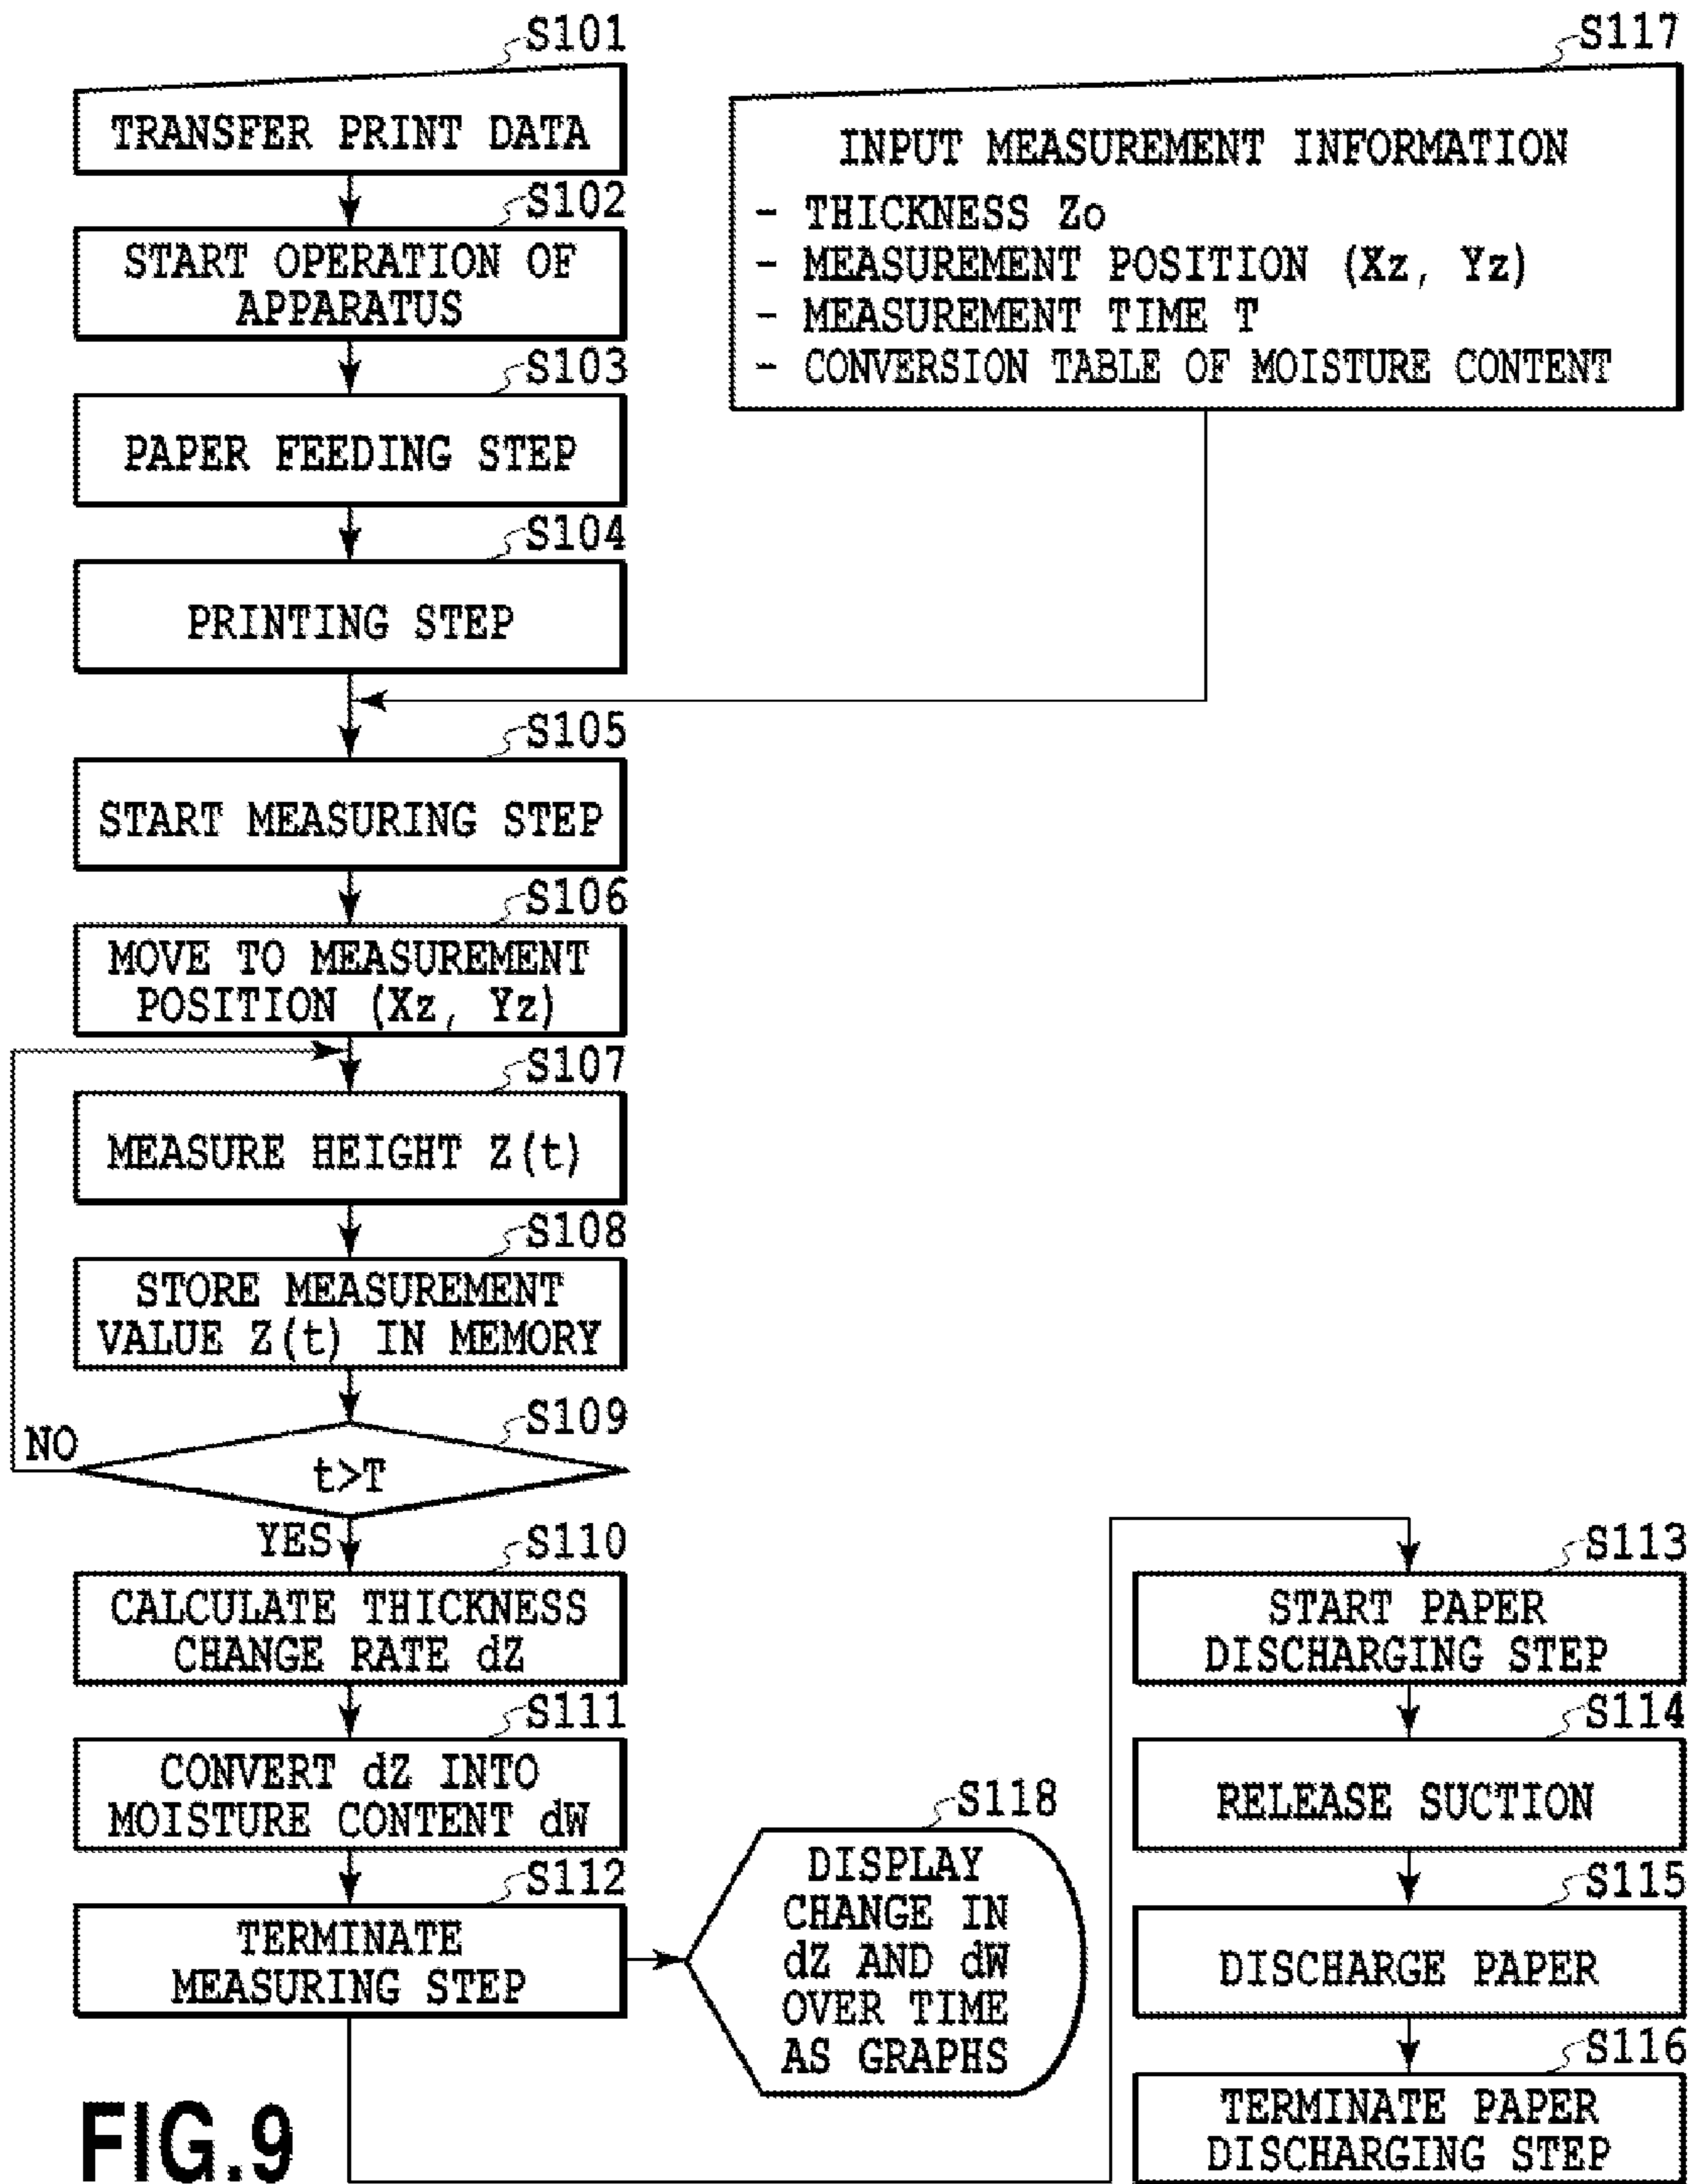 S101
TRANSFER PRINT DATA
S102
START OPERATION OF
APPARATUS
S103
PAPER FEEDING STEP
S104
PRINTING STEP
S117
INPUT MEASUREMENT INFORMATION
- THICKNESS Zo
- MEASUREMENT POSITION (Xz, Yz)
- MEASUREMENT TIME T
- CONVERSION TABLE OF MOISTURE CONTENT
S105
START MEASURING STEP
S106
MOVE TO MEASUREMENT
POSITION (Xz, Yz)
S107
MEASURE HEIGHT Z(t)
S108
STORE MEASUREMENT
VALUE Z(t) IN MEMORY
S109
NO
t>T
YES
S110
CALCULATE THICKNESS
CHANGE RATE dZ
S111
CONVERT dZ INTO
MOISTURE CONTENT dW
S112
TERMINATE
MEASURING STEP
S118
DISPLAY
CHANGE IN
dZ AND dW
OVER TIME
AS GRAPHS
S113
START PAPER
DISCHARGING STEP
S114
RELEASE SUCTION
S115
DISCHARGE PAPER
S116
TERMINATE PAPER
DISCHARGING STEP
FIG.9